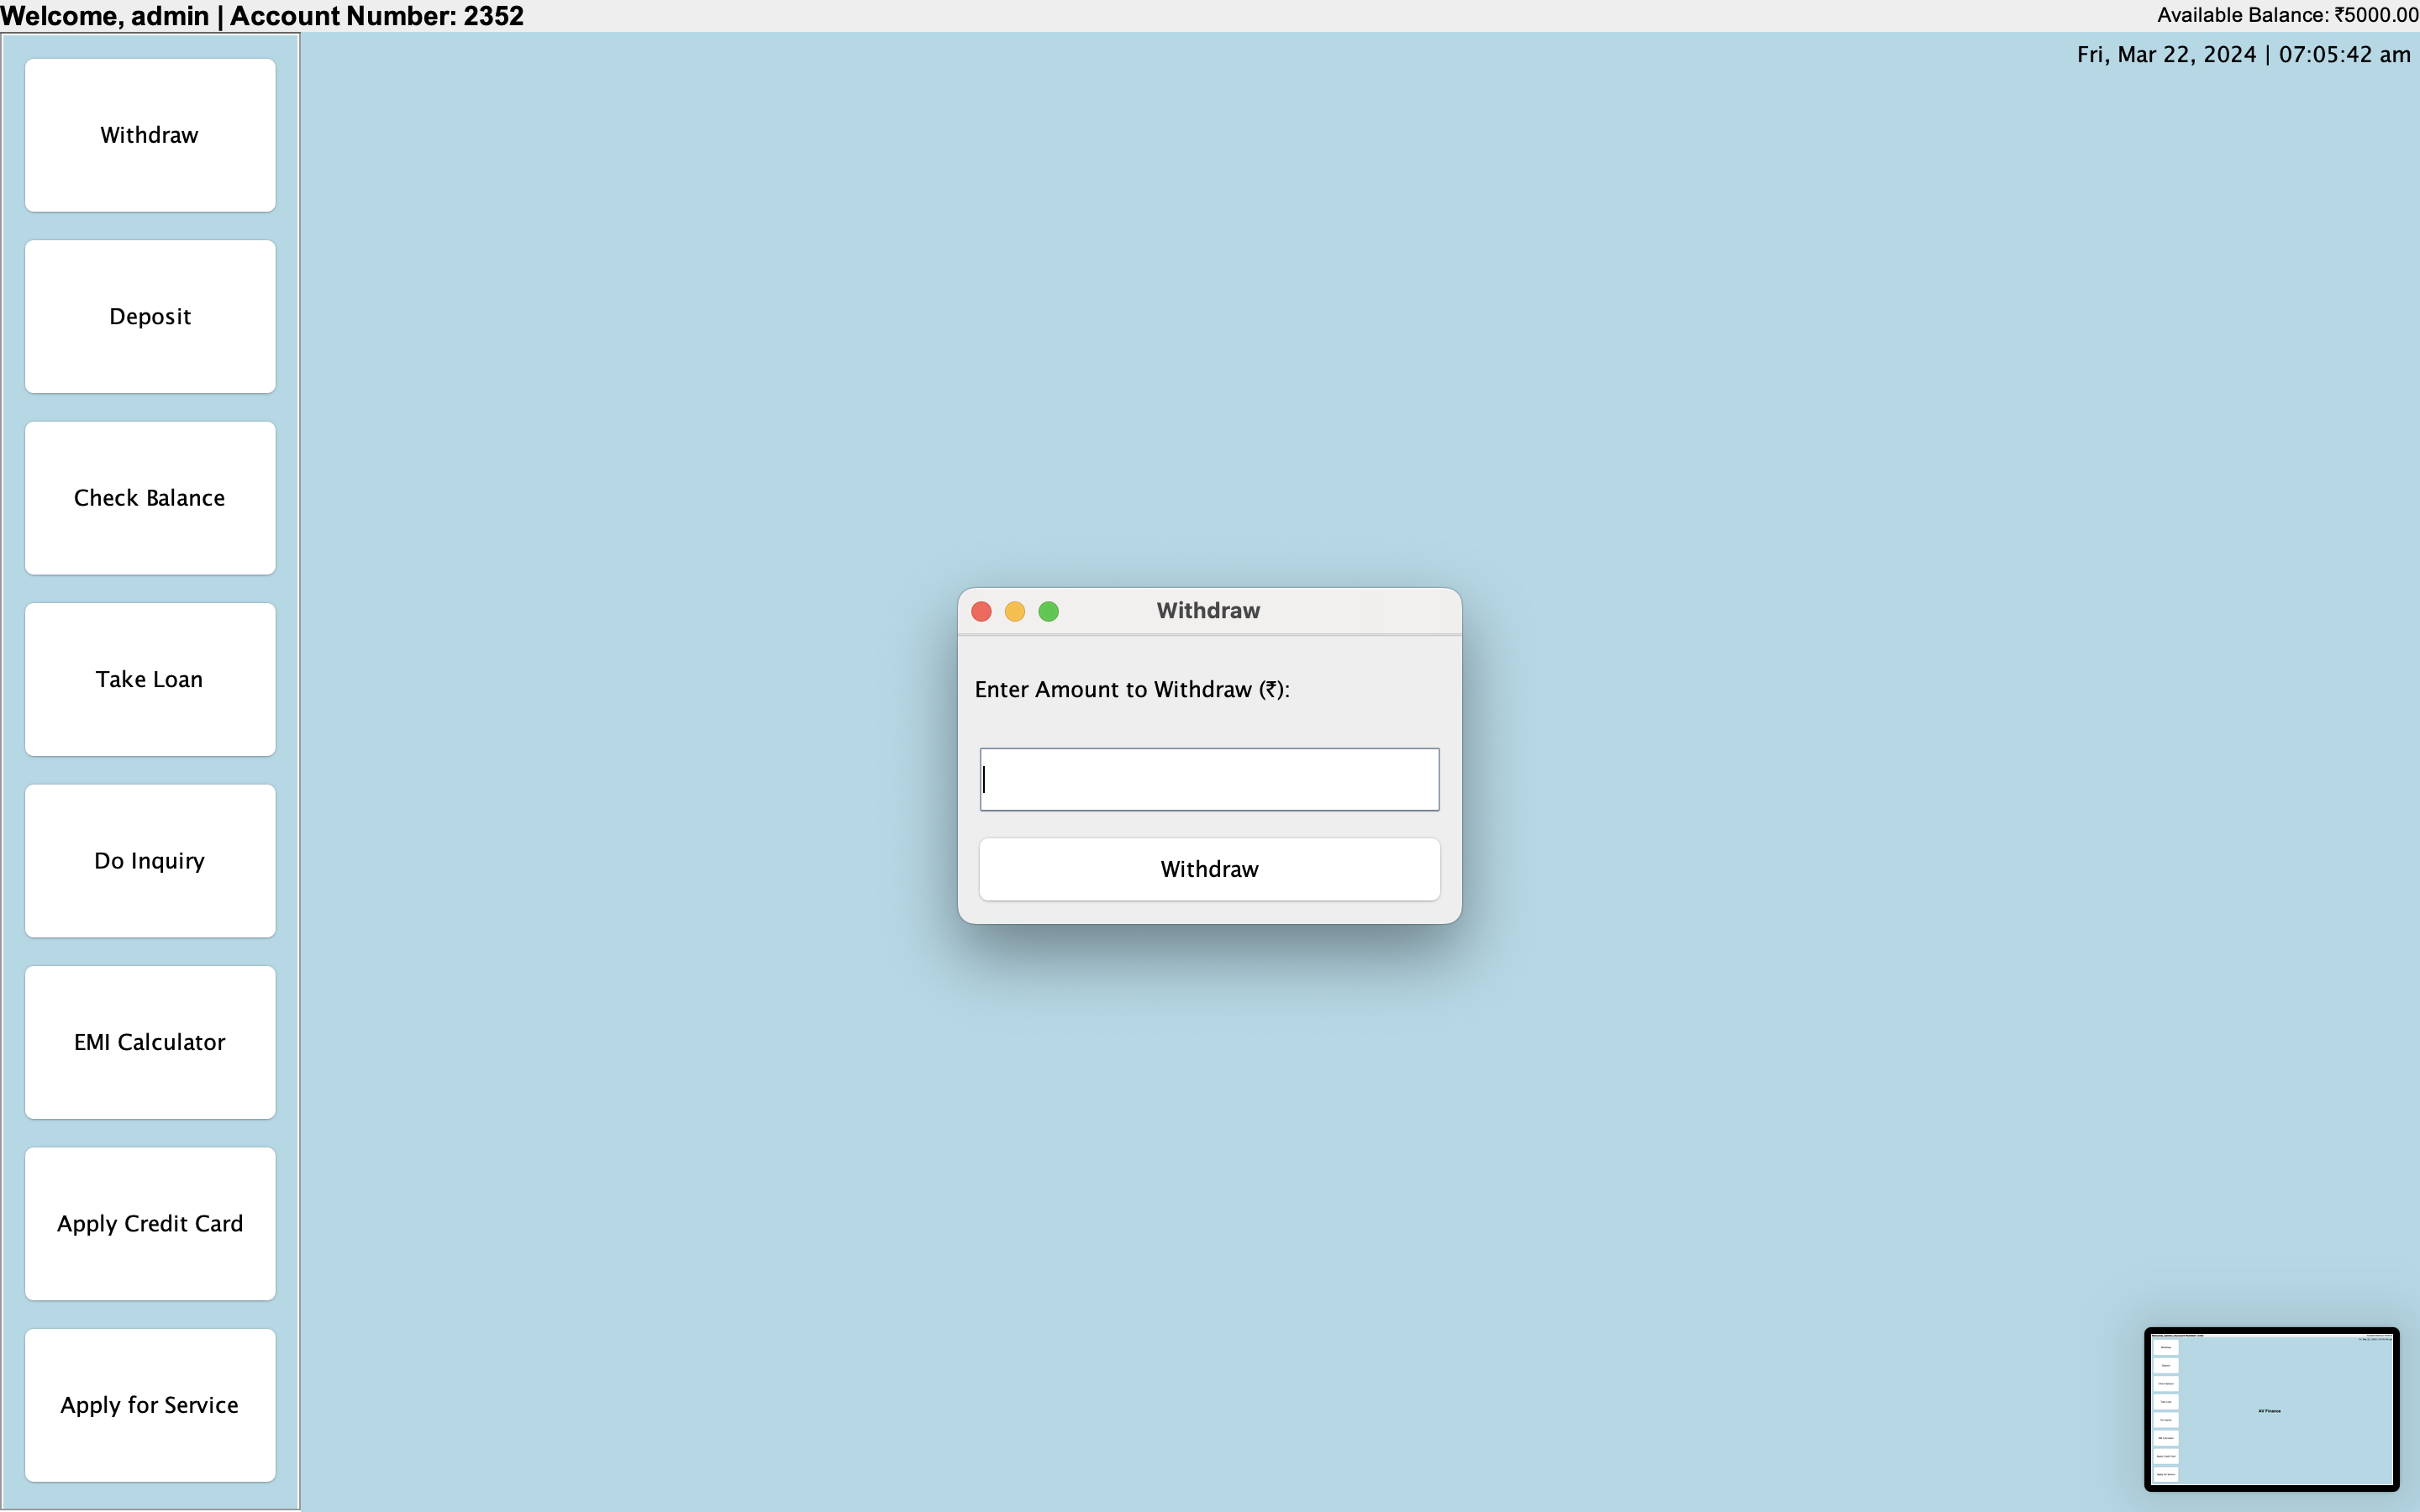 Welcome, admin | Account Number: 2352
Available Balance: ₹5000.00
Fri, Mar 22, 2024 | 07:05:42 am
Withdraw
Deposit
Check Balance
Take Loan
Do Inquiry
EMI Calculator
Apply Credit Card
Apply for Service
Withdraw
Enter Amount to Withdraw (₹):
Withdraw
AV Finance